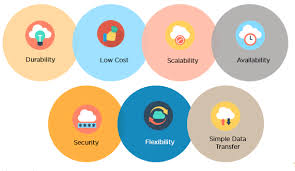 Durability
Low Cost
Scalability
Availability
Security
Flexibility
Simple Data
Transfer